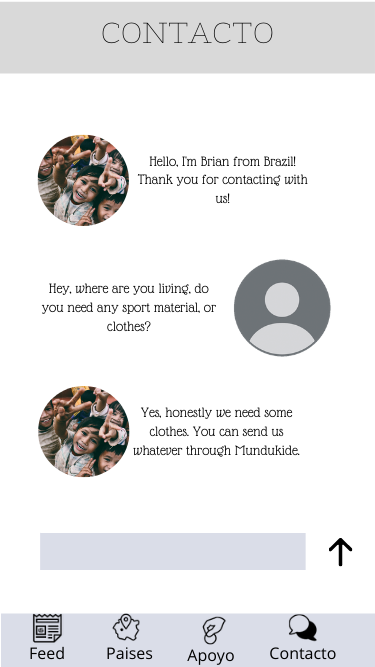 CONTACTO
Hello, I'm Brian from Brazil!
Thank you for contacting with
us!
Hey, where are you living, do
you need any sport material, or
clothes?
Yes, honestly we need some
clothes. You can send us
whatever through Mundukide.
Feed
Paises
Apoyo
Contacto